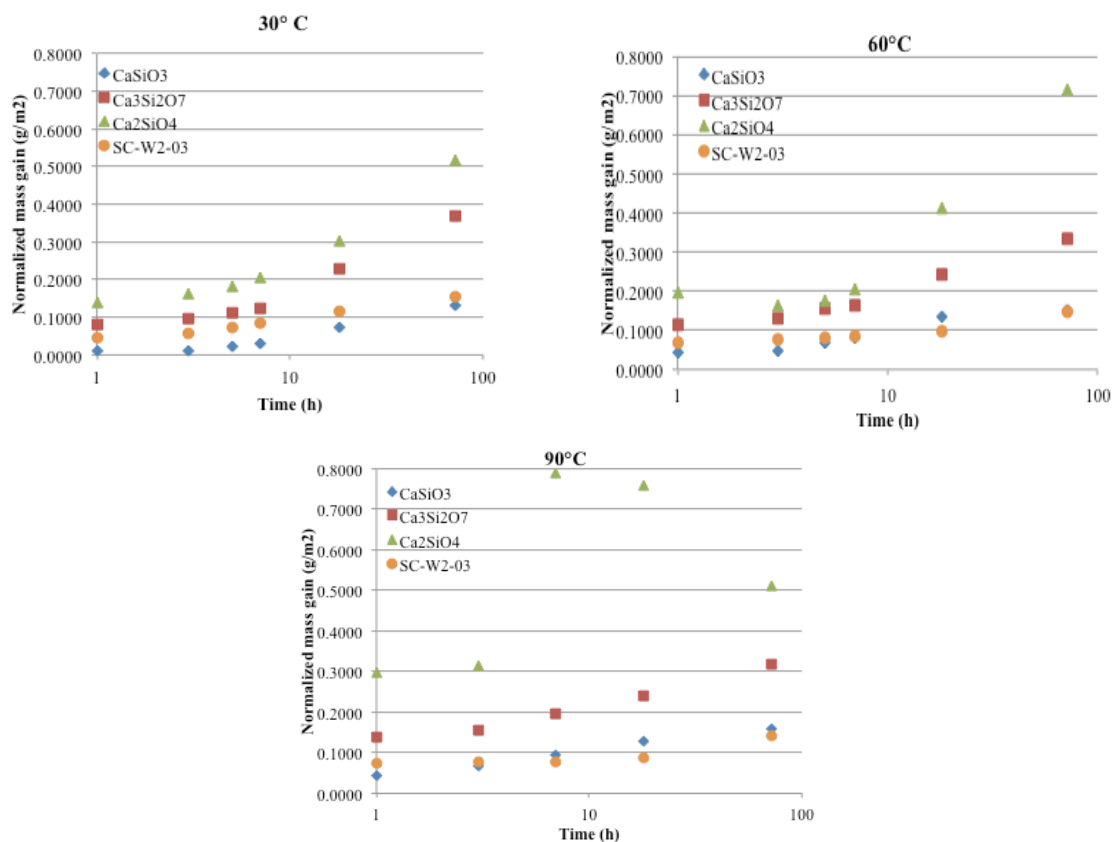 30° C
Normalized mass gain (g/m2)
0.8000
0.7000
0.6000
0.5000
0.4000
0.3000
0.2000
0.1000
0.0000
CaSiO3
Ca3Si2O7
Ca2SiO4
SC-W2-03
1
10
100
Time (h)
60°C
Normalized mass gain (g/m2)
0.8000
0.7000
0.6000
0.5000
0.4000
0.3000
0.2000
0.1000
0.0000
CaSiO3
Ca3Si2O7
Ca2SiO4
SC-W2-03
1
10
100
Time (h)
90°C
Normalized mass gain (g/m2)
0.8000
0.7000
0.6000
0.5000
0.4000
0.3000
0.2000
0.1000
0.0000
CaSiO3
Ca3Si2O7
Ca2SiO4
SC-W2-03
1
10
100
Time (h)